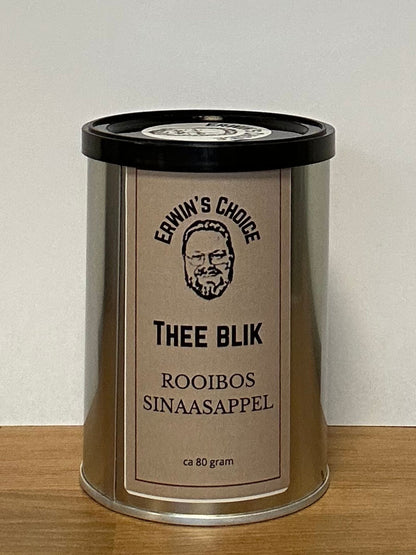 ERWIN'S CHOICE
THEE BLIK
ROOIBOS
SINAASAPPEL
ca 80 gram